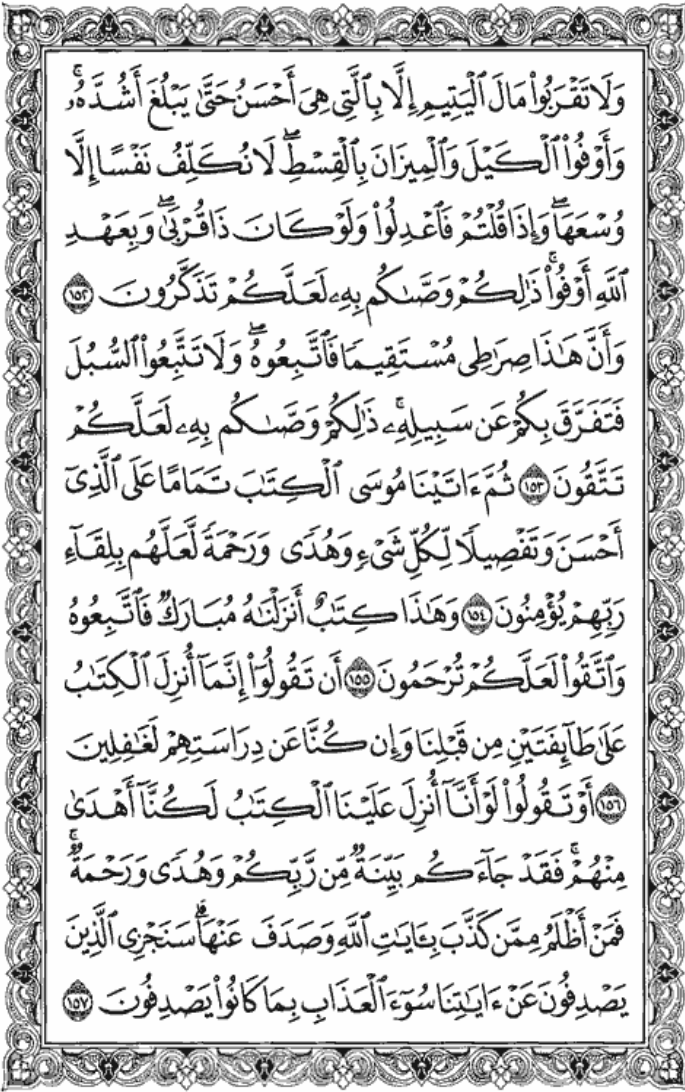 وَلَا تَقْرَبُوا۟ مَالَ ٱلْيَتِيمِ إِلَّا بِٱلَّتِى هِىَ أَحْسَنُ حَتَّىٰ يَبْلُغَ أَشُدَّهُۥۚ
وَأَوْفُوا۟ ٱلْكَيْلَ وَٱلْمِيزَانَ بِٱلْقِسْطِۖ لَا نُكَلِّفُ نَفْسًا إِلَّا
وُسْعَهَاۖ وَإِذَا قُلْتُمْ فَٱعْدِلُوا۟ وَلَوْ كَانَ ذَا قُرْبَىٰۖ وَبِعَهْدِ
ٱللَّهِ أَوْفُوا۟ۚ ذَٰلِكُمْ وَصَّىٰكُم بِهِۦ لَعَلَّكُمْ تَذَكَّرُونَ ١٥٢
وَأَنَّ هَـٰذَا صِرَٰطِى مُسْتَقِيمًا فَٱتَّبِعُوهُۖ وَلَا تَتَّبِعُوا۟ ٱلسُّبُلَ
فَتَفَرَّقَ بِكُمْ عَن سَبِيلِهِۦۚ ذَٰلِكُمْ وَصَّىٰكُم بِهِۦ لَعَلَّكُمْ
تَتَّقُونَ ١٥٣ ثُمَّ ءَاتَيْنَا مُوسَى ٱلْكِتَـٰبَ تَمَامًا عَلَى ٱلَّذِىٓ
أَحْسَنَ وَتَفْصِيلًا لِّكُلِّ شَىْءٍ وَهُدًى وَرَحْمَةً لَّعَلَّهُم بِلِقَآءِ
رَبِّهِمْ يُؤْمِنُونَ ١٥٤ وَهَـٰذَا كِتَـٰبٌ أَنزَلْنَـٰهُ مُبَارَكٌ فَٱتَّبِعُوهُ
وَٱتَّقُوا۟ لَعَلَّكُمْ تُرْحَمُونَ ١٥٥ أَن تَقُولُوٓا۟ إِنَّمَآ أُنزِلَ ٱلْكِتَـٰبُ
عَلَىٰ طَآئِفَتَيْنِ مِن قَبْلِنَا وَإِن كُنَّا عَن دِرَاسَتِهِمْ لَغَـٰفِلِينَ
١٥٦ أَوْ تَقُولُوا۟ لَوْ أَنَّآ أُنزِلَ عَلَيْنَا ٱلْكِتَـٰبُ لَكُنَّآ أَهْدَىٰ
مِنْهُمْۚ فَقَدْ جَآءَكُم بَيِّنَةٌ مِّن رَّبِّكُمْ وَهُدًى وَرَحْمَةٌۚ
فَمَنْ أَظْلَمُ مِمَّن كَذَّبَ بِـَٔايَـٰتِ ٱللَّهِ وَصَدَفَ عَنْهَاۗ سَنَجْزِى ٱلَّذِينَ
يَصْدِفُونَ عَنْ ءَايَـٰتِنَا سُوٓءَ ٱلْعَذَابِ بِمَا كَانُوا۟ يَصْدِفُونَ ١٥٧